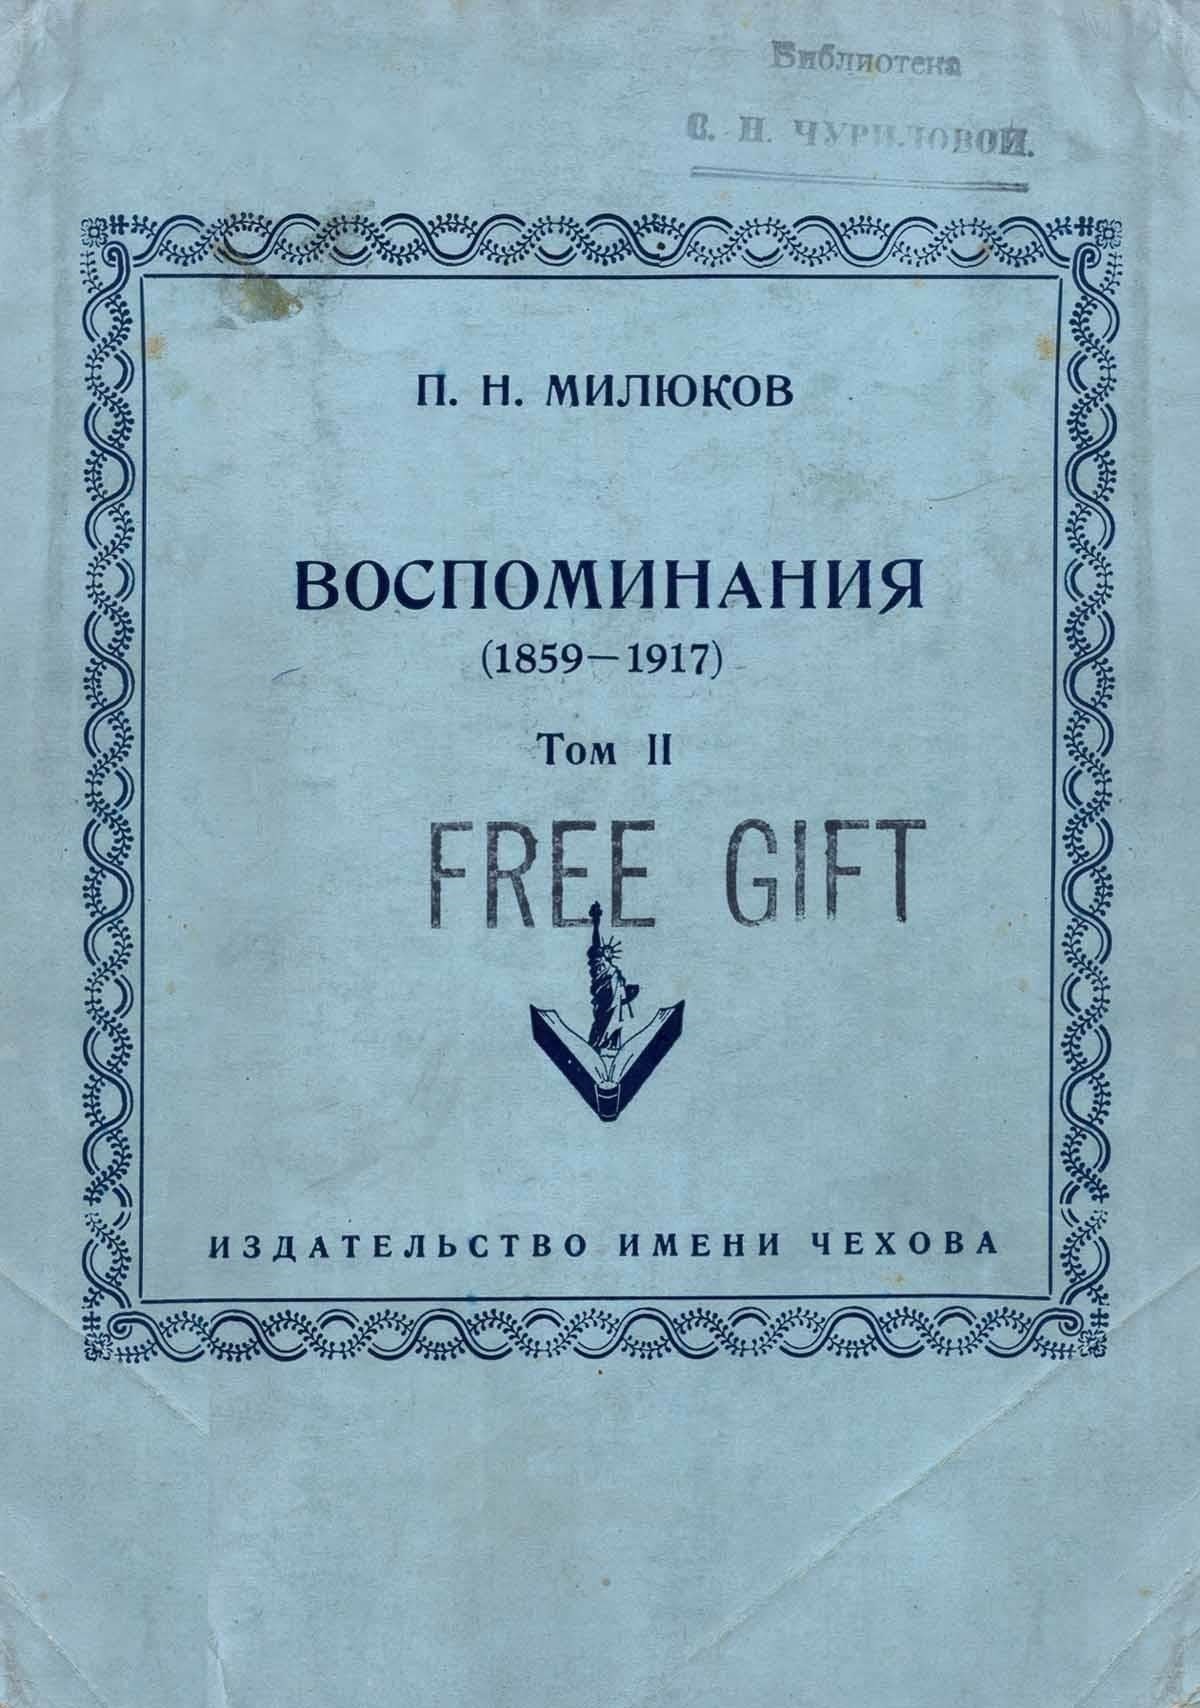 Библиотека
С. Н. ЧУРИЛОВОЙ.
П. Н. МИЛЮКОВ
ВОСПОМИНАНИЯ
(1859—1917)
Том II
FREE GIFT
ИЗДАТЕЛЬСТВО ИМЕНИ ЧЕХОВА